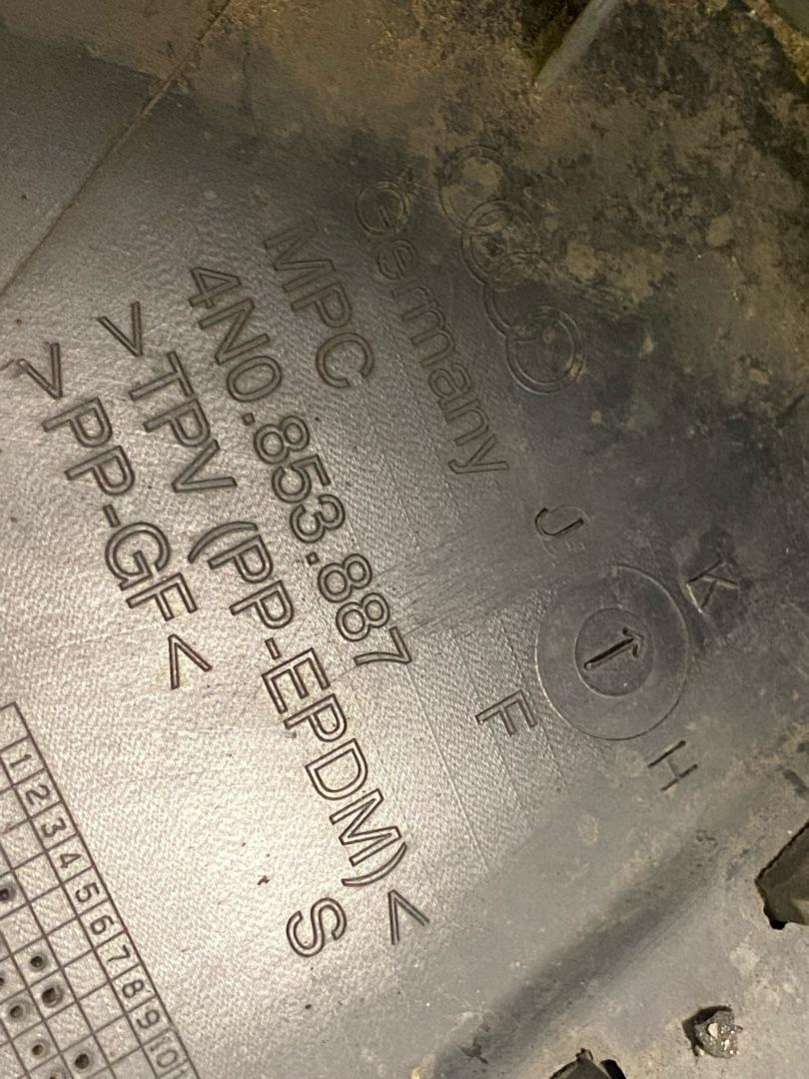 Germany
MPC
4N0.853.887 S
>TPV (PP-EPDM)<
>PP-GF<
J
K
F
H
1 2 3 4 5 6 7 8 9 10